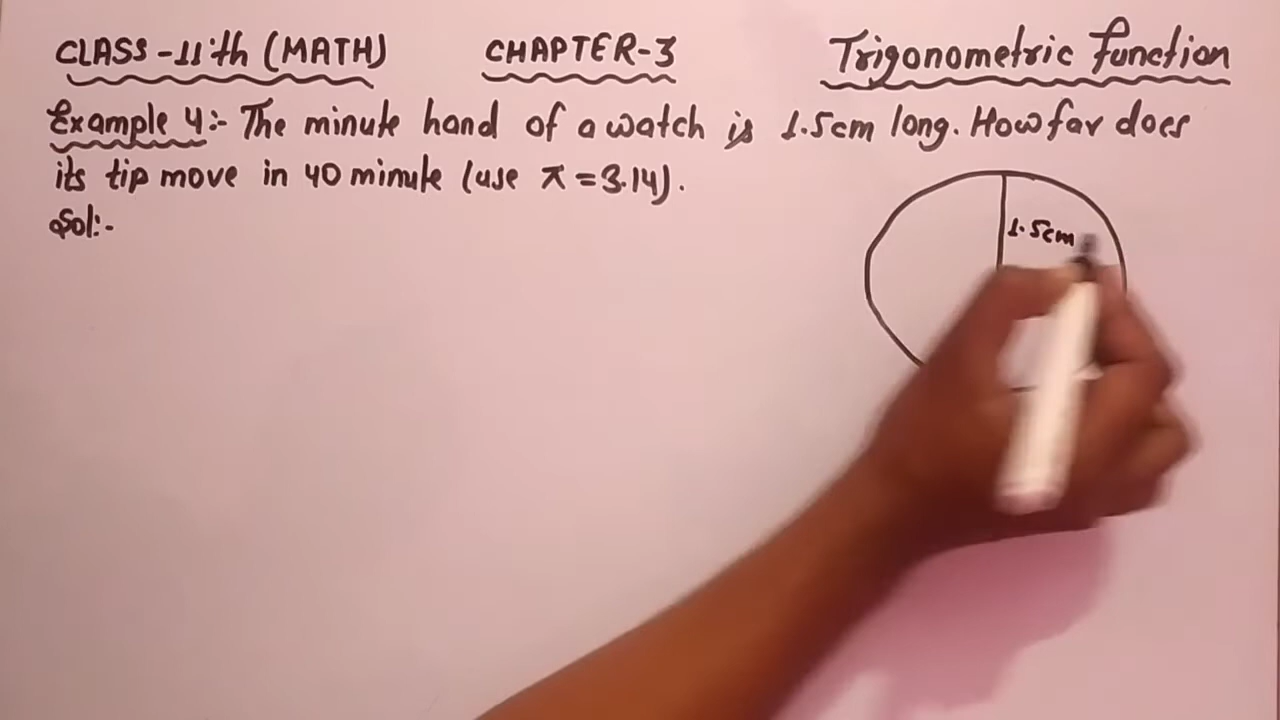 CLASS-11th (MATH) CHAPTER-3 Trigonometric Function
Example 4:- The minute hand of a watch is 1.5cm long. How far does
its tip move in 40 minute (use π = 3.14).
Sol:-
1.5cm